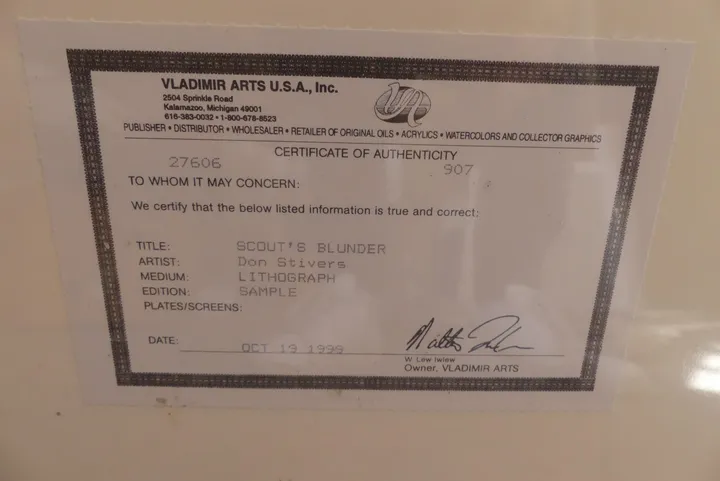 VLADIMIR ARTS U.S.A., Inc.
2504 Sprinkle Road
Kalamazoo, Michigan 49001
616-383-0032 • 1-800-678-8523
VA
PUBLISHER • DISTRIBUTOR • WHOLESALER • RETAILER OF ORIGINAL OILS • ACRYLICS • WATERCOLORS AND COLLECTOR GRAPHICS
CERTIFICATE OF AUTHENTICITY
27606 907
TO WHOM IT MAY CONCERN:
We certify that the below listed information is true and correct:
TITLE: SCOUT'S BLUNDER
ARTIST: Don Stivers
MEDIUM: LITHOGRAPH
EDITION: SAMPLE
PLATES/SCREENS:
DATE: OCT 19 1999
W Lew Iwiew
Owner, VLADIMIR ARTS